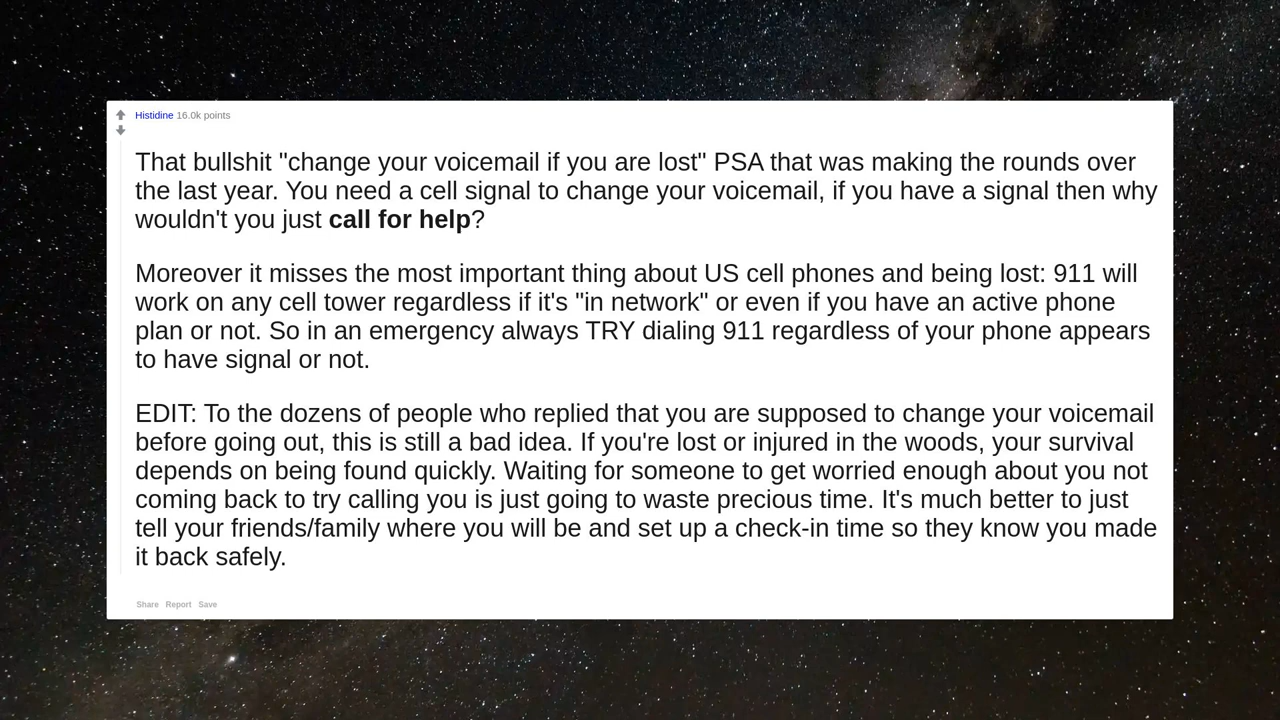 Histidine 16.0k points
That bullshit "change your voicemail if you are lost" PSA that was making the rounds over
the last year. You need a cell signal to change your voicemail, if you have a signal then why
wouldn't you just call for help?
Moreover it misses the most important thing about US cell phones and being lost: 911 will
work on any cell tower regardless if it's "in network" or even if you have an active phone
plan or not. So in an emergency always TRY dialing 911 regardless of your phone appears
to have signal or not.
EDIT: To the dozens of people who replied that you are supposed to change your voicemail
before going out, this is still a bad idea. If you're lost or injured in the woods, your survival
depends on being found quickly. Waiting for someone to get worried enough about you not
coming back to try calling you is just going to waste precious time. It's much better to just
tell your friends/family where you will be and set up a check-in time so they know you made
it back safely.
Share Report Save